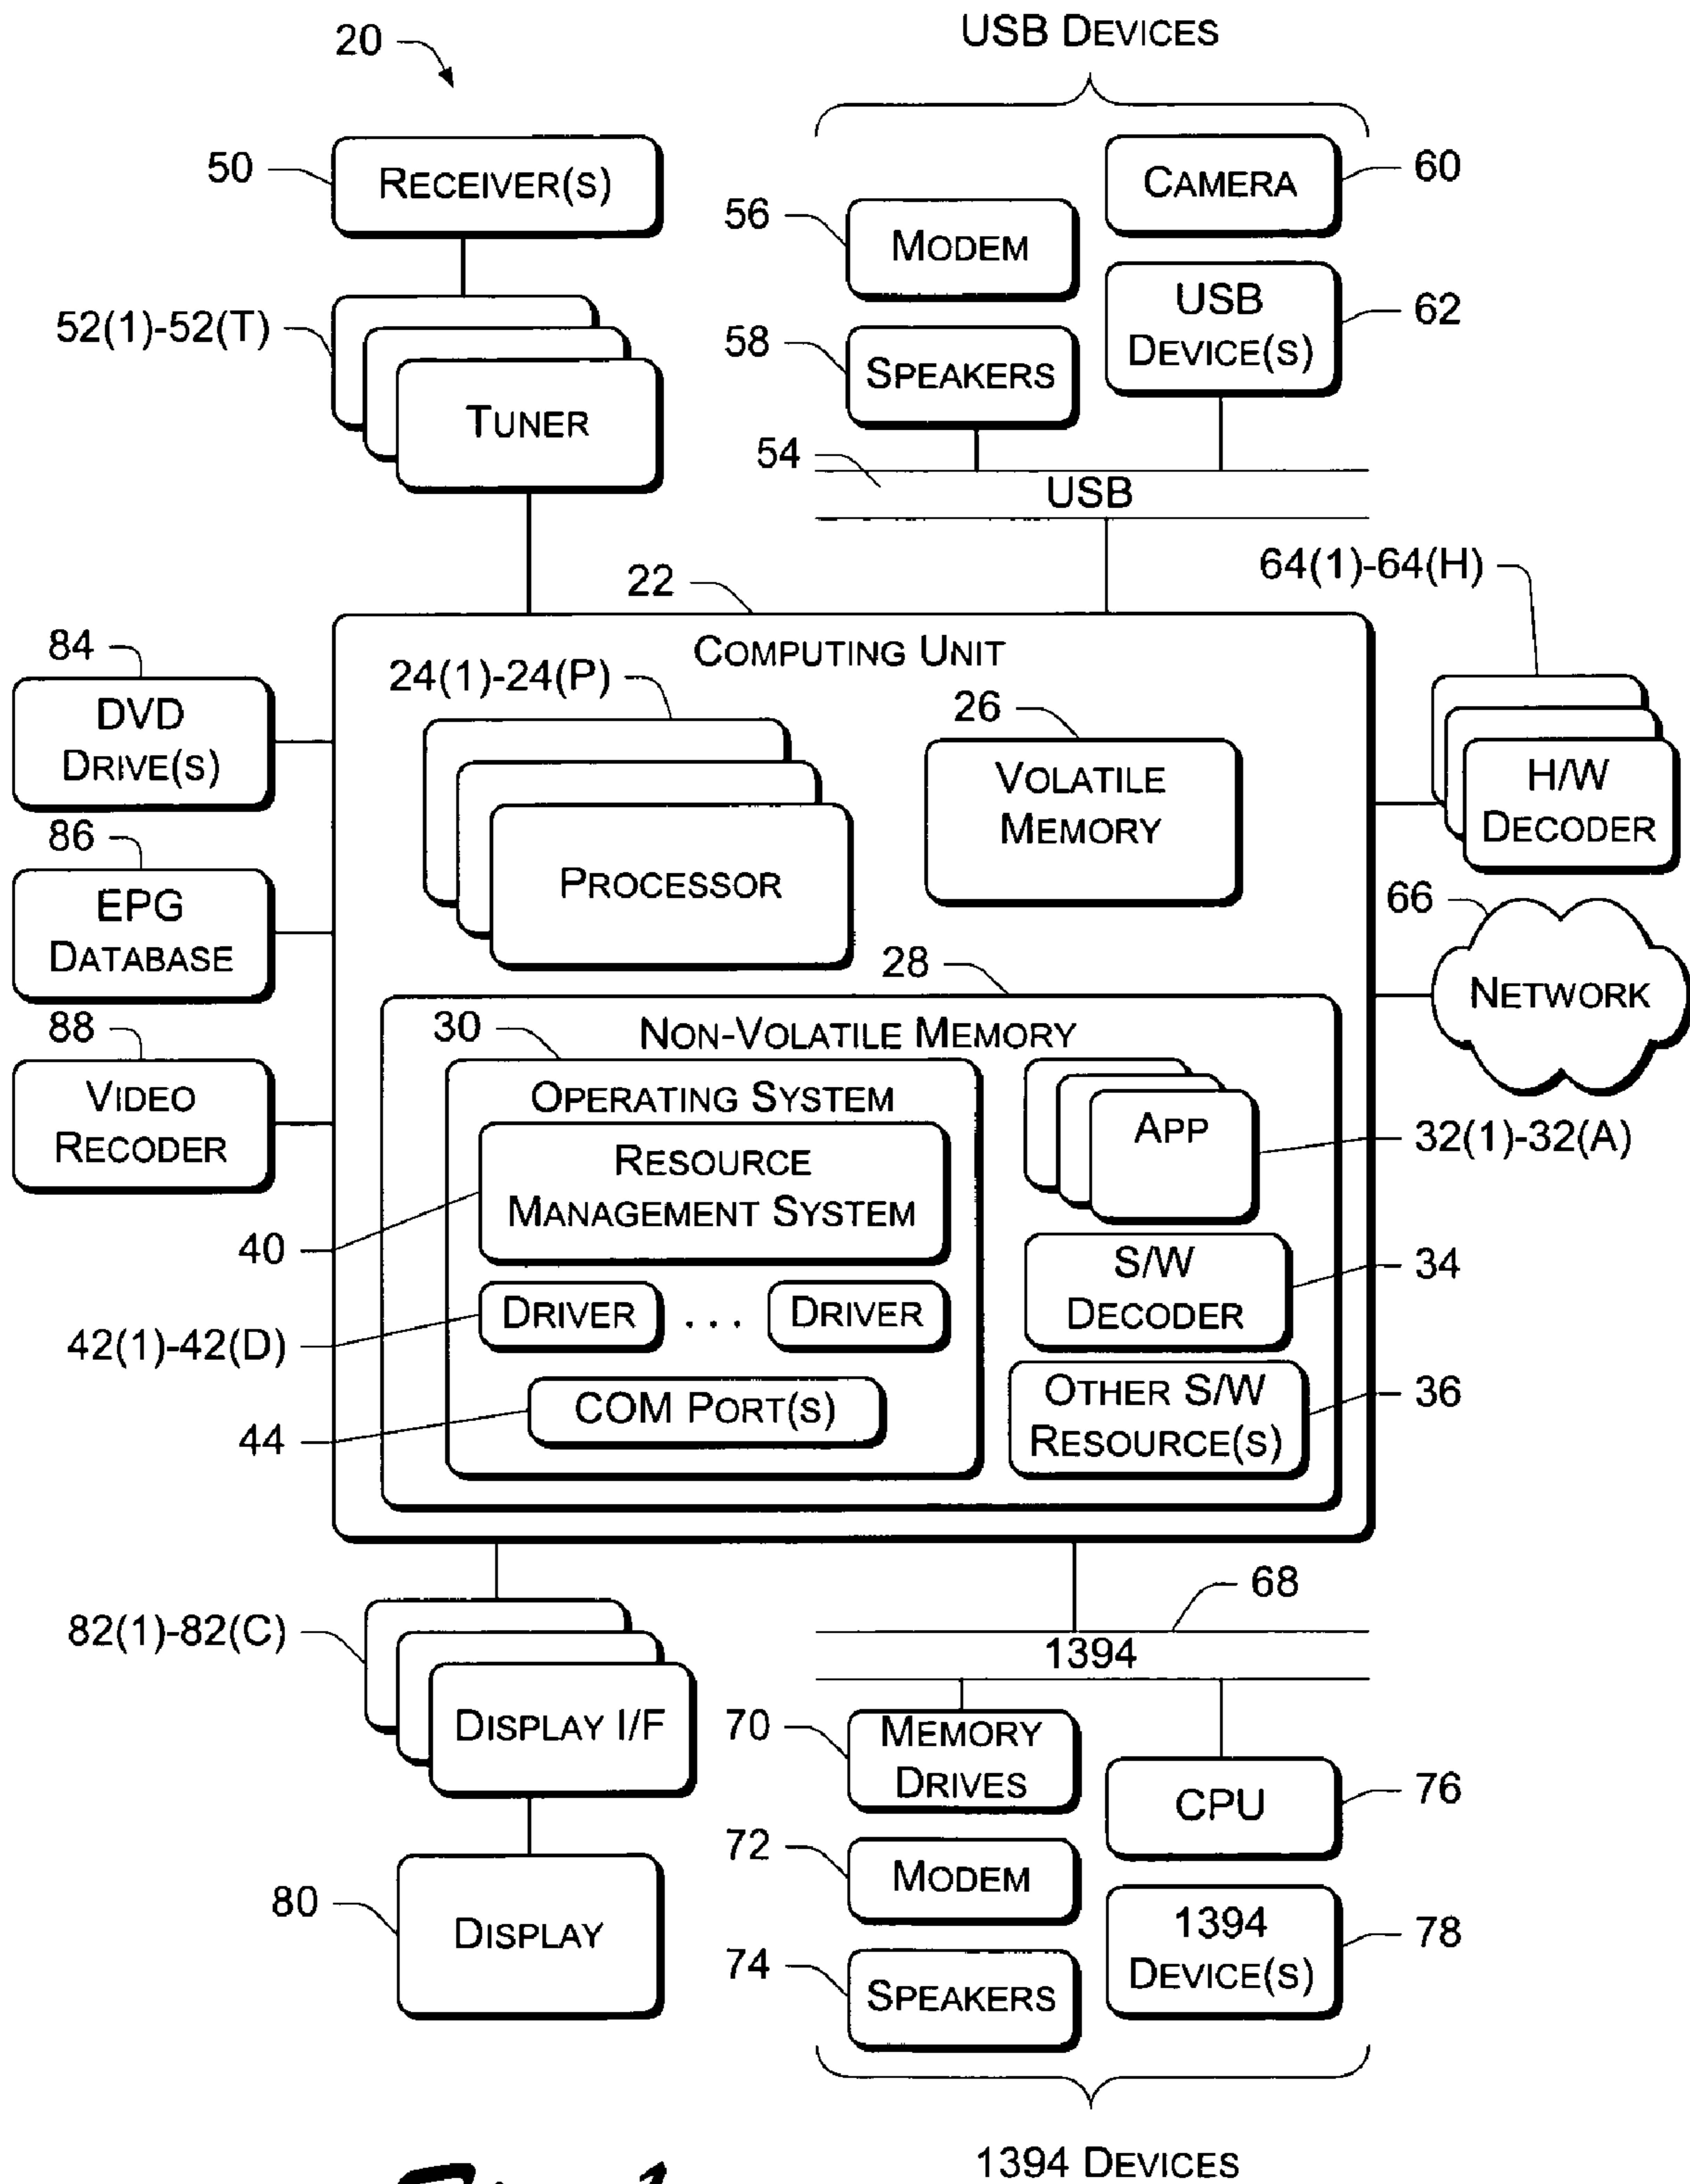 20
USB DEVICES
50
RECEIVER(S)
60
CAMERA
56
MODEM
52(1)-52(T)
TUNER
62
USB
DEVICE(S)
58
SPEAKERS
54
USB
64(1)-64(H)
H/W
DECODER
22
COMPUTING UNIT
84
DVD
DRIVE(S)
24(1)-24(P)
PROCESSOR
26
VOLATILE
MEMORY
86
EPG
DATABASE
66
NETWORK
28
NON-VOLATILE MEMORY
88
VIDEO
RECODER
30
OPERATING SYSTEM
RESOURCE
MANAGEMENT SYSTEM
40
APP
32(1)-32(A)
S/W
DECODER
34
DRIVER
...
DRIVER
42(1)-42(D)
COM PORT(S)
44
OTHER S/W
RESOURCE(S)
36
68
1394
82(1)-82(C)
DISPLAY I/F
70
MEMORY
DRIVES
76
CPU
72
MODEM
80
DISPLAY
78
1394
DEVICE(S)
74
SPEAKERS
1394 DEVICES